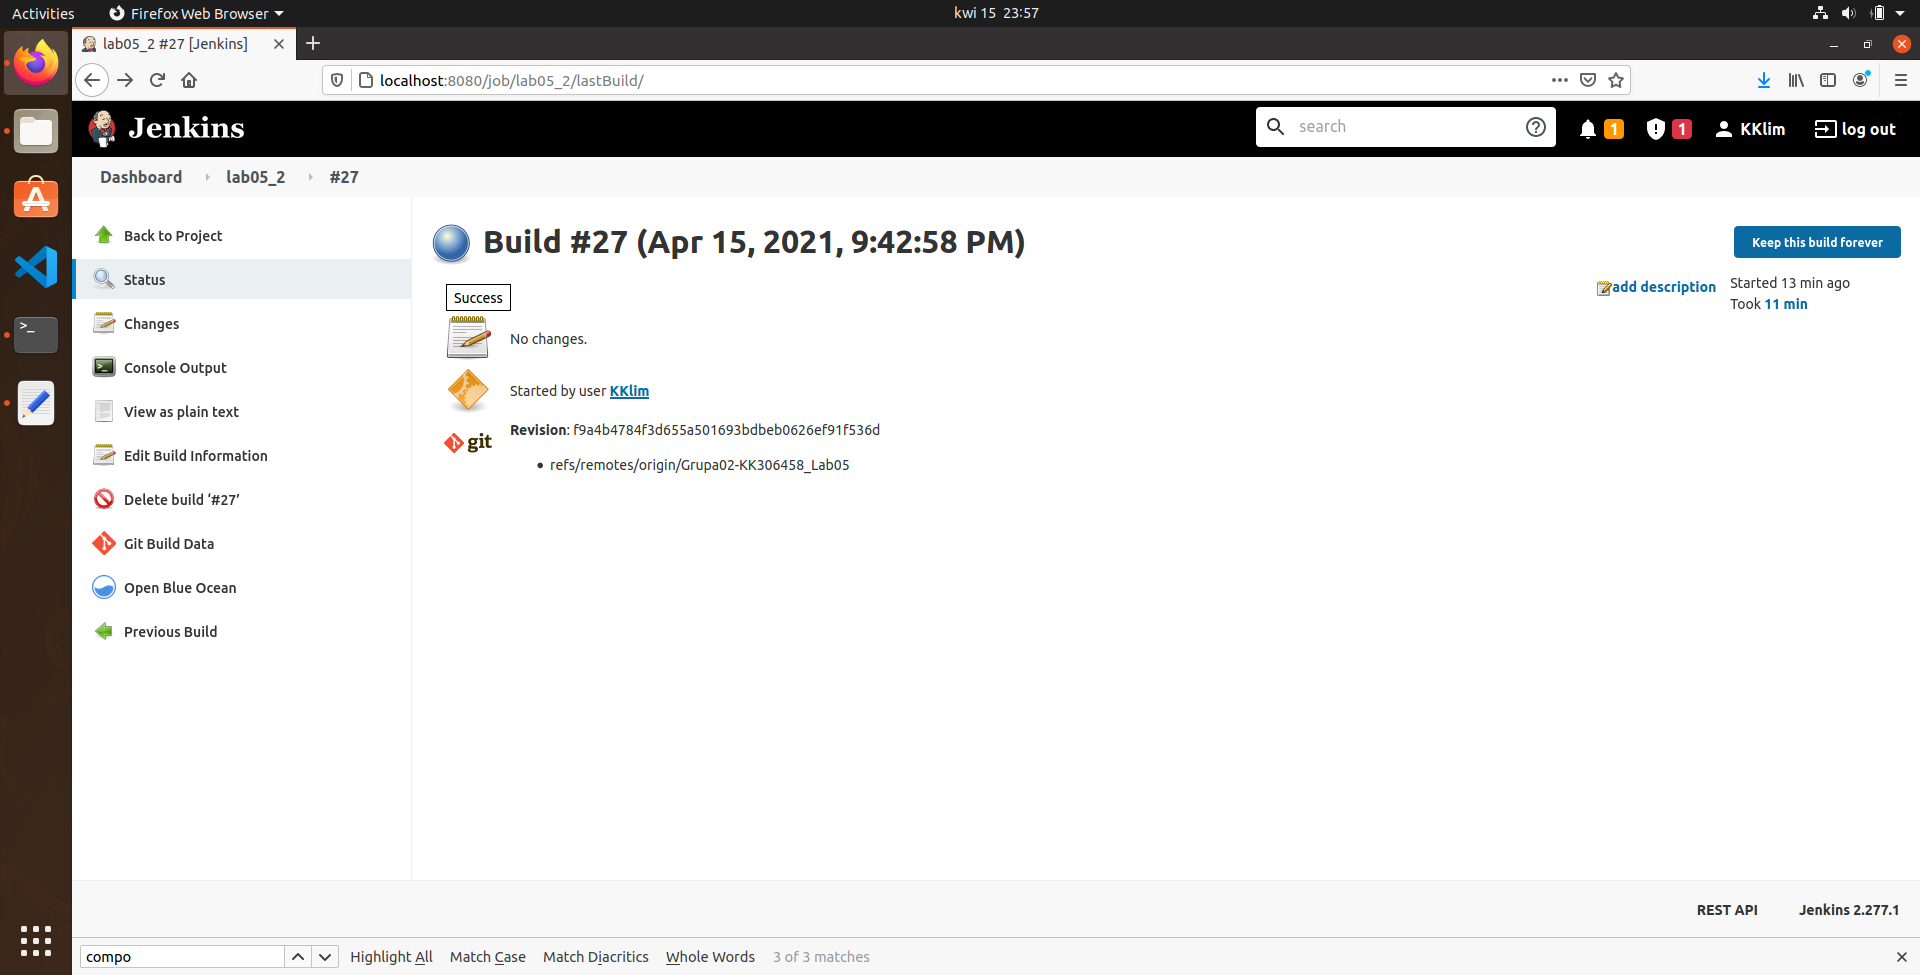 Activities
Firefox Web Browser
kwi 15 23:57
lab05_2 #27 [Jenkins]
localhost:8080/job/lab05_2/lastBuild/
Jenkins
search
1
1
KKlim
log out
Dashboard
lab05_2
#27
Back to Project
Status
Changes
Console Output
View as plain text
Edit Build Information
Delete build ‘#27’
Git Build Data
Open Blue Ocean
Previous Build
Build #27 (Apr 15, 2021, 9:42:58 PM)
Keep this build forever
Success
add description
Started 13 min ago
Took 11 min
No changes.
Started by user KKlim
git
Revision: f9a4b4784f3d655a501693bdbeb0626ef91f536d
refs/remotes/origin/Grupa02-KK306458_Lab05
REST API
Jenkins 2.277.1
compo
Highlight All
Match Case
Match Diacritics
Whole Words
3 of 3 matches